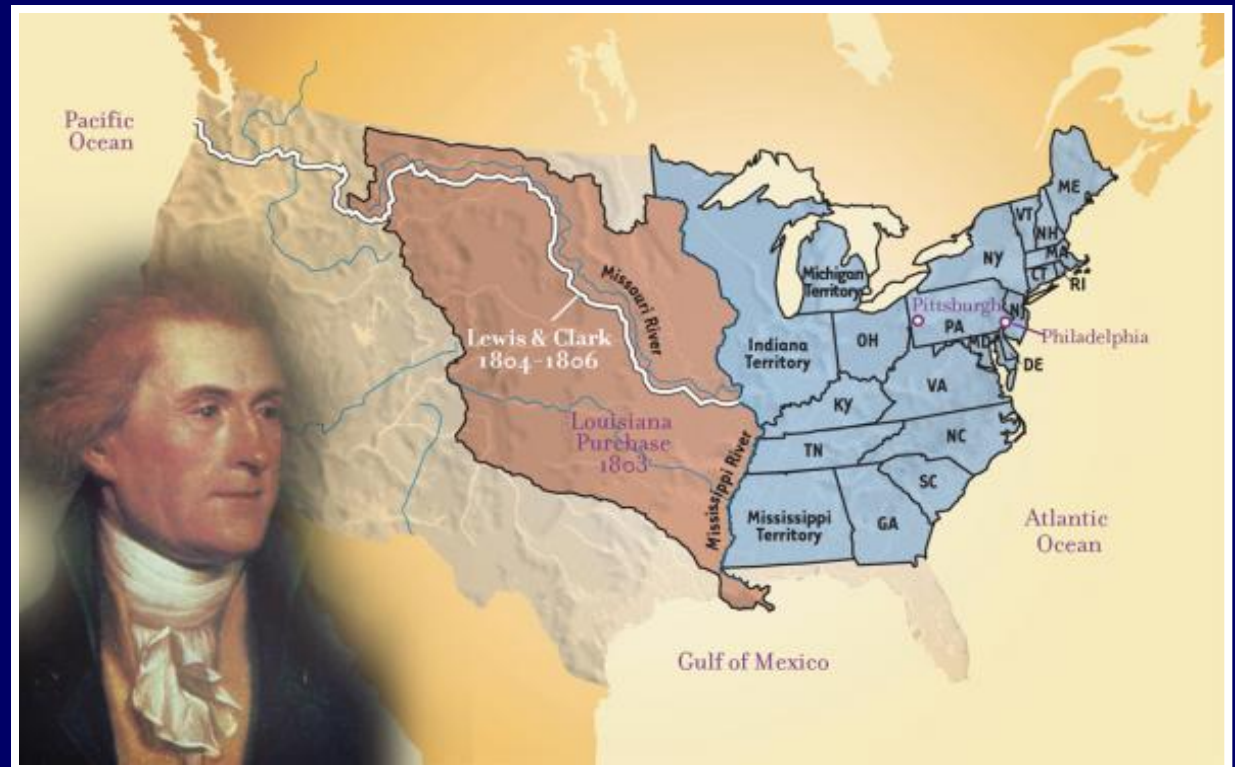 Pacific
Ocean
ME
VT
NH
NY
MA
CT
RI
Michigan
Territory
Pittsburgh
NJ
PA
Philadelphia
MD
DE
Missouri River
Lewis & Clark
1804–1806
Indiana
Territory
OH
VA
KY
Louisiana
Purchase
1803
Mississippi River
TN
NC
SC
Mississippi
Territory
GA
Atlantic
Ocean
Gulf of Mexico